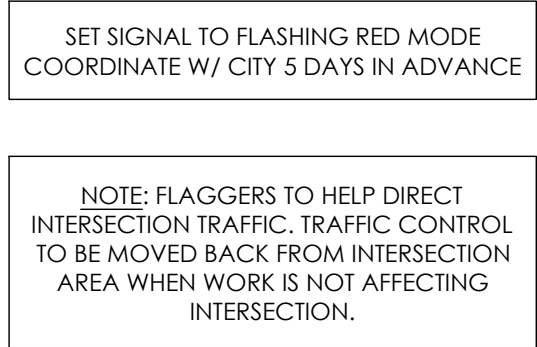 SET SIGNAL TO FLASHING RED MODE
COORDINATE W/ CITY 5 DAYS IN ADVANCE
NOTE: FLAGGERS TO HELP DIRECT
INTERSECTION TRAFFIC. TRAFFIC CONTROL
TO BE MOVED BACK FROM INTERSECTION
AREA WHEN WORK IS NOT AFFECTING
INTERSECTION.